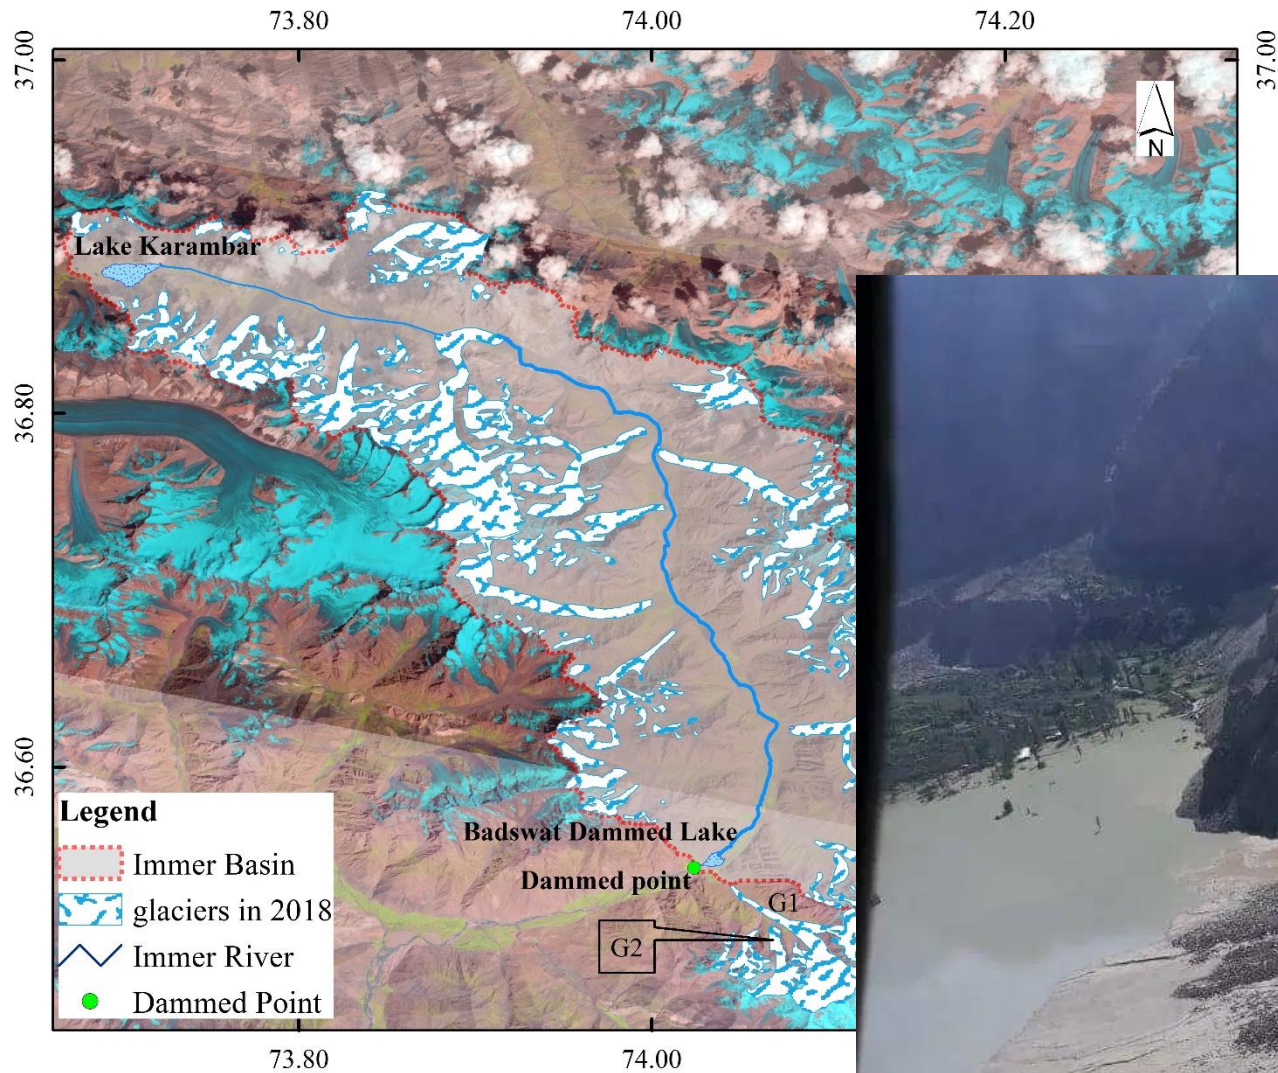 73.80
74.00
74.20
37.00
37.00
N
Lake Karambar
36.80
36.60
Legend
Immer Basin
glaciers in 2018
Immer River
Dammed Point
Badswat Dammed Lake
Dammed point
G1
G2
73.80
74.00